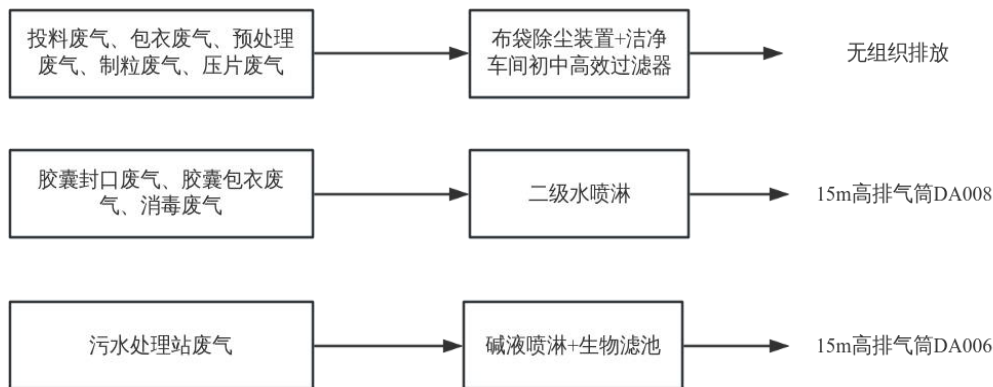 投料废气、包衣废气、预处理
废气、制粒废气、压片废气
布袋除尘装置+洁净
车间初中高效过滤器
无组织排放
胶囊封口废气、胶囊包衣废
气、消毒废气
二级水喷淋
15m高排气筒DA008
污水处理站废气
碱液喷淋+生物滤池
15m高排气筒DA006